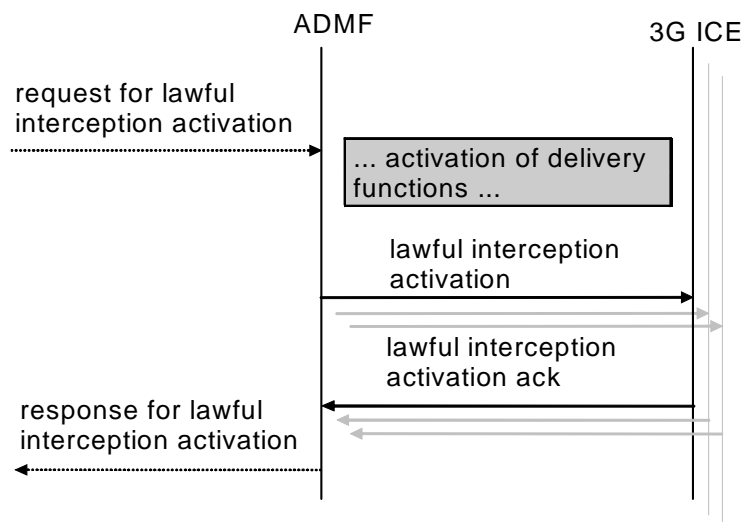 ADMF
3G ICE
request for lawful
interception activation
... activation of delivery
functions ...
lawful interception
activation
lawful interception
activation ack
response for lawful
interception activation